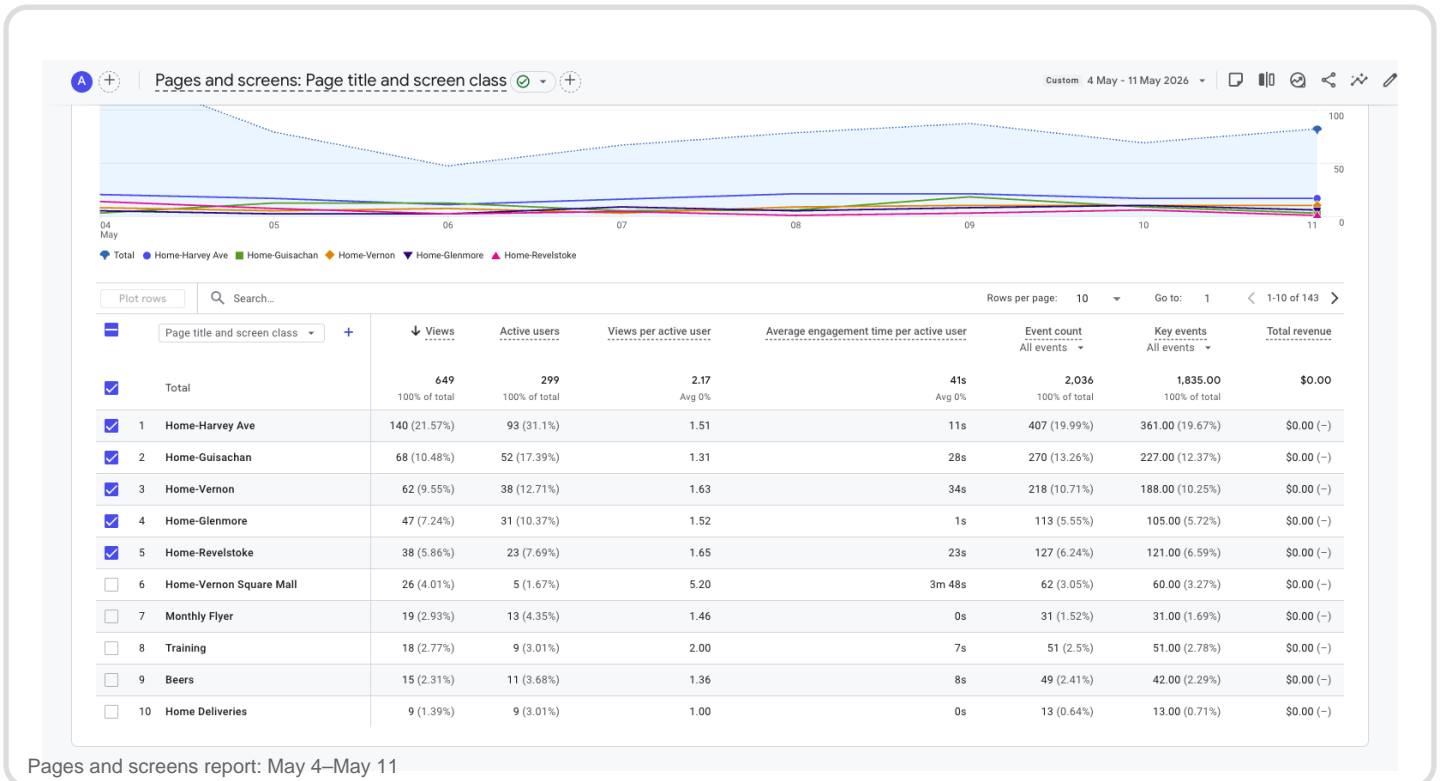 A Pages and screens: Page title and screen class Custom 4 May - 11 May 2026
100
50
0
04 05 06 07 08 09 10 11
May
Total Home-Harvey Ave Home-Guisachan Home-Vernon Home-Glenmore Home-Revelstoke
Plot rows Search... Rows per page: 10 Go to: 1 1-10 of 143
Page title and screen class + Views Active users Views per active user Average engagement time per active user Event count Key events Total revenue
All events All events
Total 649 299 2.17 41s 2,036 1,835.00 $0.00
100% of total 100% of total Avg 0% Avg 0% 100% of total 100% of total
1 Home-Harvey Ave 140 (21.57%) 93 (31.1%) 1.51 11s 407 (19.99%) 361.00 (19.67%) $0.00 (–)
2 Home-Guisachan 68 (10.48%) 52 (17.39%) 1.31 28s 270 (13.26%) 227.00 (12.37%) $0.00 (–)
3 Home-Vernon 62 (9.55%) 38 (12.71%) 1.63 34s 218 (10.71%) 188.00 (10.25%) $0.00 (–)
4 Home-Glenmore 47 (7.24%) 31 (10.37%) 1.52 1s 113 (5.55%) 105.00 (5.72%) $0.00 (–)
5 Home-Revelstoke 38 (5.86%) 23 (7.69%) 1.65 23s 127 (6.24%) 121.00 (6.59%) $0.00 (–)
6 Home-Vernon Square Mall 26 (4.01%) 5 (1.67%) 5.20 3m 48s 62 (3.05%) 60.00 (3.27%) $0.00 (–)
7 Monthly Flyer 19 (2.93%) 13 (4.35%) 1.46 0s 31 (1.52%) 31.00 (1.69%) $0.00 (–)
8 Training 18 (2.77%) 9 (3.01%) 2.00 7s 51 (2.5%) 51.00 (2.78%) $0.00 (–)
9 Beers 15 (2.31%) 11 (3.68%) 1.36 8s 49 (2.41%) 42.00 (2.29%) $0.00 (–)
10 Home Deliveries 9 (1.39%) 9 (3.01%) 1.00 0s 13 (0.64%) 13.00 (0.71%) $0.00 (–)
Pages and screens report: May 4–May 11